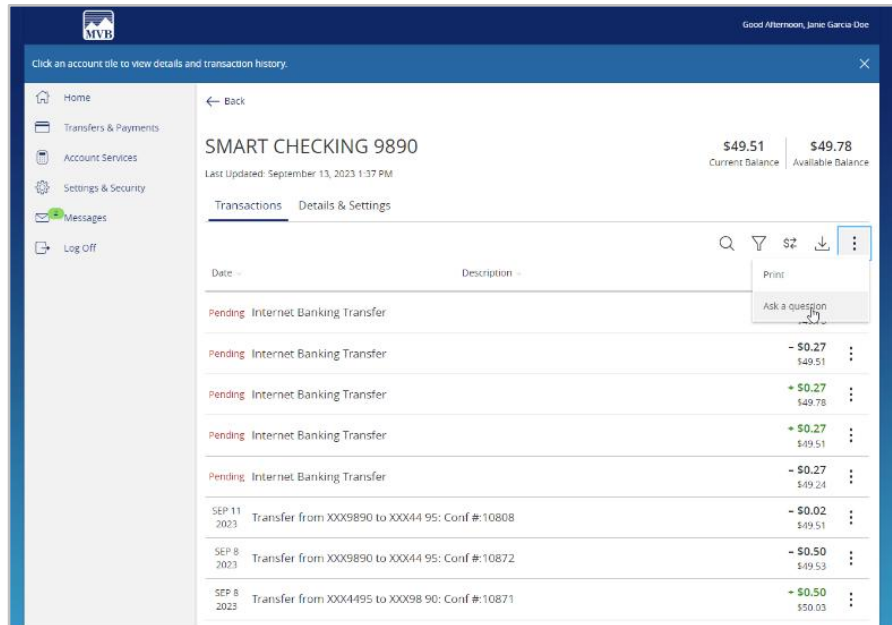 MVB
Good Afternoon, Janie Garcia-Doe
Click an account tile to view details and transaction history.
Home
Transfers & Payments
Account Services
Settings & Security
Messages
Log Off
Back
SMART CHECKING 9890
Last Updated: September 13, 2023 1:37 PM
$49.51
Current Balance
$49.78
Available Balance
Transactions Details & Settings
Date Description
Print
Ask a question
Pending Internet Banking Transfer
Pending Internet Banking Transfer - $0.27
$49.51
Pending Internet Banking Transfer + $0.27
$49.78
Pending Internet Banking Transfer + $0.27
$49.51
Pending Internet Banking Transfer - $0.27
$49.24
SEP 11
2023
Transfer from XXX9890 to XXX44 95: Conf #:10808
- $0.02
$49.51
SEP 8
2023
Transfer from XXX9890 to XXX44 95: Conf #:10872
- $0.50
$49.53
SEP 8
2023
Transfer from XXX4495 to XXX98 90: Conf #:10871
+ $0.50
$50.03